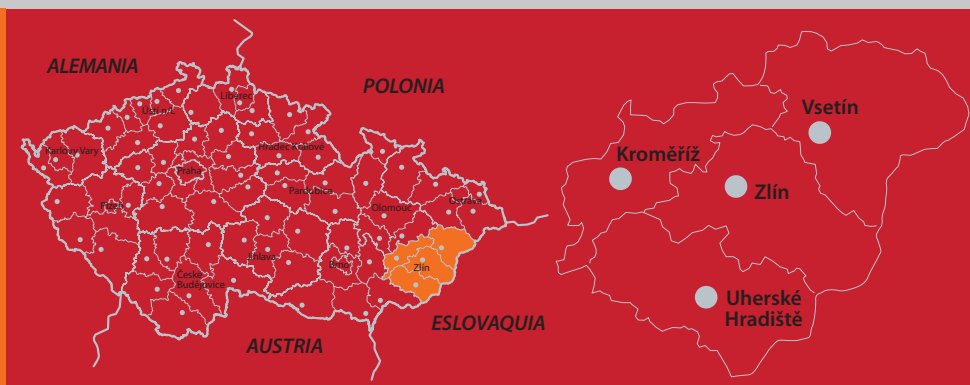 ALEMANIA
POLONIA
Liberec
Ústí n/L
Karlovy Vary
Hradec Králové
Praha
Pardubice
Plzeň
Olomouc
Ostrava
Jihlava
Brno
Zlín
České
Budějovice
ESLOVAQUIA
AUSTRIA
Vsetín
Kroměříž
Zlín
Uherské
Hradiště